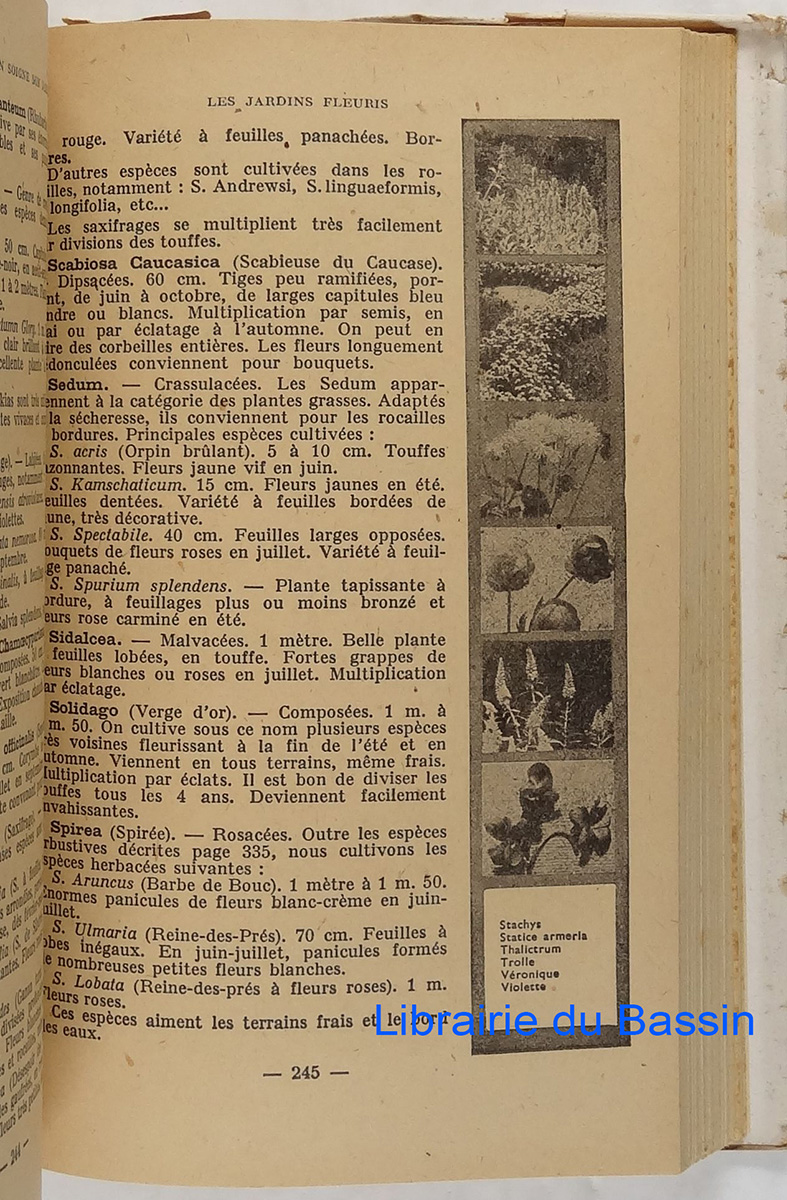 LES JARDINS FLEURIS
rouge. Variété à feuilles panachées. Bor-
res.
D'autres espèces sont cultivées dans les ro-
illes, notamment : S. Andrewsi, S. linguaeformis,
longifolia, etc...
Les saxifrages se multiplient très facilement
r divisions des touffes.
Scabiosa Caucasica (Scabieuse du Caucase).
Dipsacées. 60 cm. Tiges peu ramifiées, por-
nt, de juin à octobre, de larges capitules bleu
ndre ou blancs. Multiplication par semis, en
ai ou par éclatage à l'automne. On peut en
ire des corbeilles entières. Les fleurs longuement
donculées conviennent pour bouquets.
Sedum. — Crassulacées. Les Sedum appar-
ennent à la catégorie des plantes grasses. Adaptés
la sécheresse, ils conviennent pour les rocailles
bordures. Principales espèces cultivées :
S. acris (Orpin brûlant). 5 à 10 cm. Touffes
zonnantes. Fleurs jaune vif en juin.
S. Kamschaticum. 15 cm. Fleurs jaunes en été.
euilles dentées. Variété à feuilles bordées de
une, très décorative.
S. Spectabile. 40 cm. Feuilles larges opposées.
ouquets de fleurs roses en juillet. Variété à feuil-
ge panaché.
S. Spurium splendens. — Plante tapissante à
ordure, à feuillages plus ou moins bronzé et
eurs rose carminé en été.
Sidalcea. — Malvacées. 1 mètre. Belle plante
feuilles lobées, en touffe. Fortes grappes de
eurs blanches ou roses en juillet. Multiplication
ar éclatage.
Solidago (Verge d'or). — Composées. 1 m. à
m. 50. On cultive sous ce nom plusieurs espèces
ès voisines fleurissant à la fin de l'été et en
utomne. Viennent en tous terrains, même frais.
ultiplication par éclats. Il est bon de diviser les
ouffes tous les 4 ans. Deviennent facilement
nvahissantes.
Spirea (Spirée). — Rosacées. Outre les espèces
rbustives décrites page 335, nous cultivons les
spèces herbacées suivantes :
S. Aruncus (Barbe de Bouc). 1 mètre à 1 m. 50.
normes panicules de fleurs blanc-crème en juin-
uillet.
S. Ulmaria (Reine-des-Prés). 70 cm. Feuilles à
obes inégaux. En juin-juillet, panicules formés
e nombreuses petites fleurs blanches.
S. Lobata (Reine-des-prés à fleurs roses). 1 m.
leurs roses.
Ces espèces aiment les terrains frais et le bord
es eaux.
— 245 —
Stachys
Statice armeria
Thalictrum
Trolle
Véronique
Violette
Librairie du Bassin
— 244 —